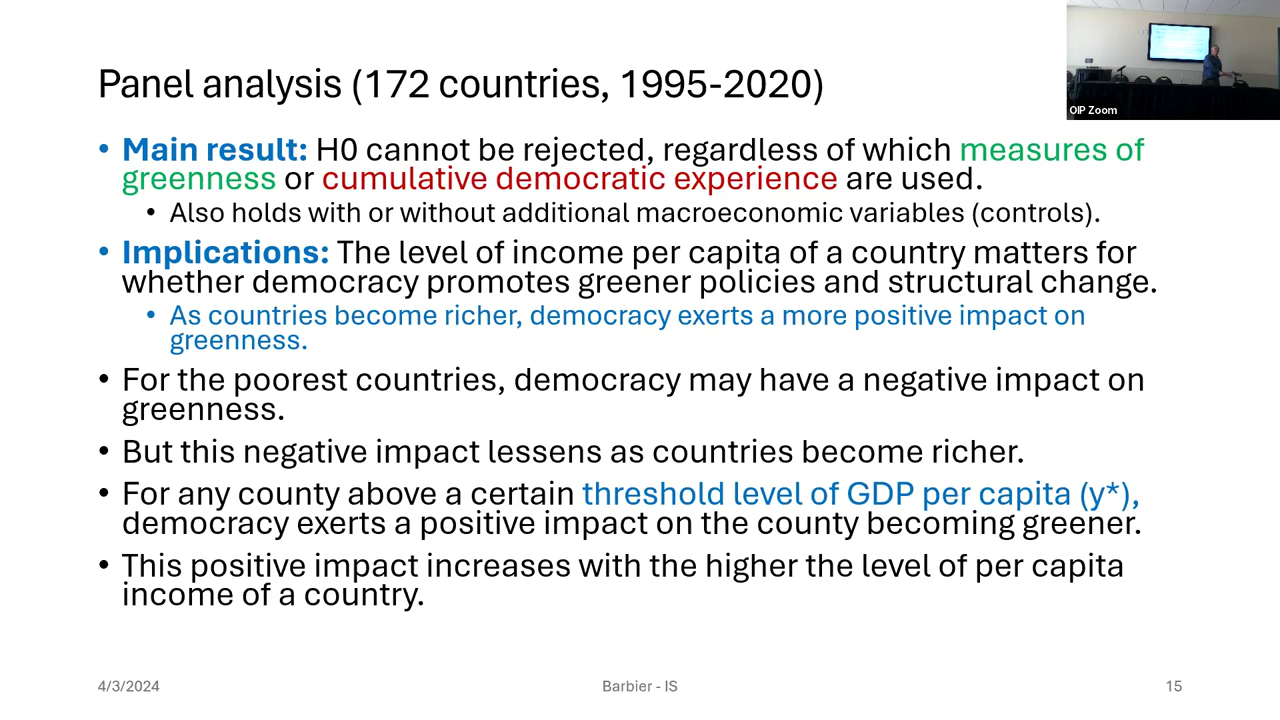 Panel analysis (172 countries, 1995-2020)
OIP Zoom
• Main result: H0 cannot be rejected, regardless of which measures of
greenness or cumulative democratic experience are used.
• Also holds with or without additional macroeconomic variables (controls).
• Implications: The level of income per capita of a country matters for
whether democracy promotes greener policies and structural change.
• As countries become richer, democracy exerts a more positive impact on
greenness.
• For the poorest countries, democracy may have a negative impact on
greenness.
• But this negative impact lessens as countries become richer.
• For any county above a certain threshold level of GDP per capita (y*),
democracy exerts a positive impact on the county becoming greener.
• This positive impact increases with the higher the level of per capita
income of a country.
4/3/2024
Barbier - IS
15